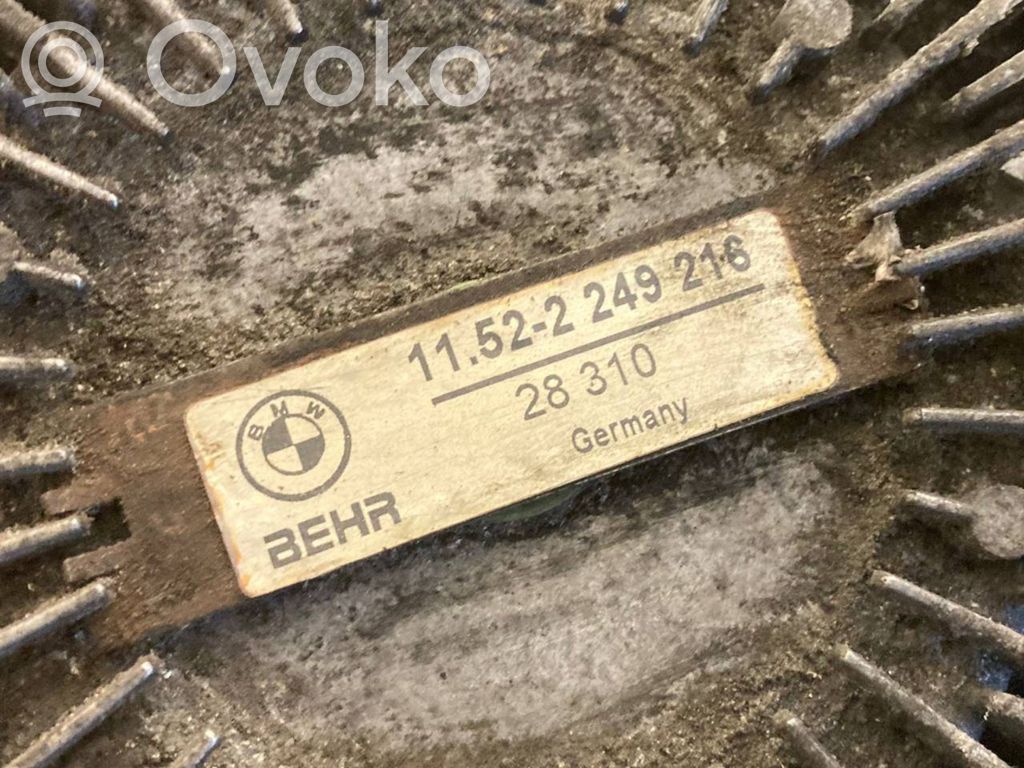 Ovoko
11.52-2 249 216
28 310
Germany
BMW
BEHR